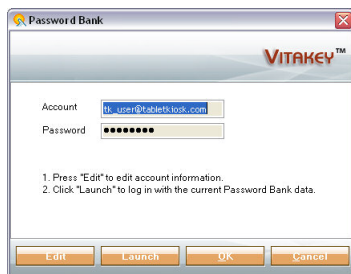 Password Bank
VITAKEY™
Account
tk_user@tabletkiosk.com
Password
●●●●●●●●
1. Press "Edit" to edit account information.
2. Click "Launch" to log in with the current Password Bank data.
Edit Launch OK Cancel